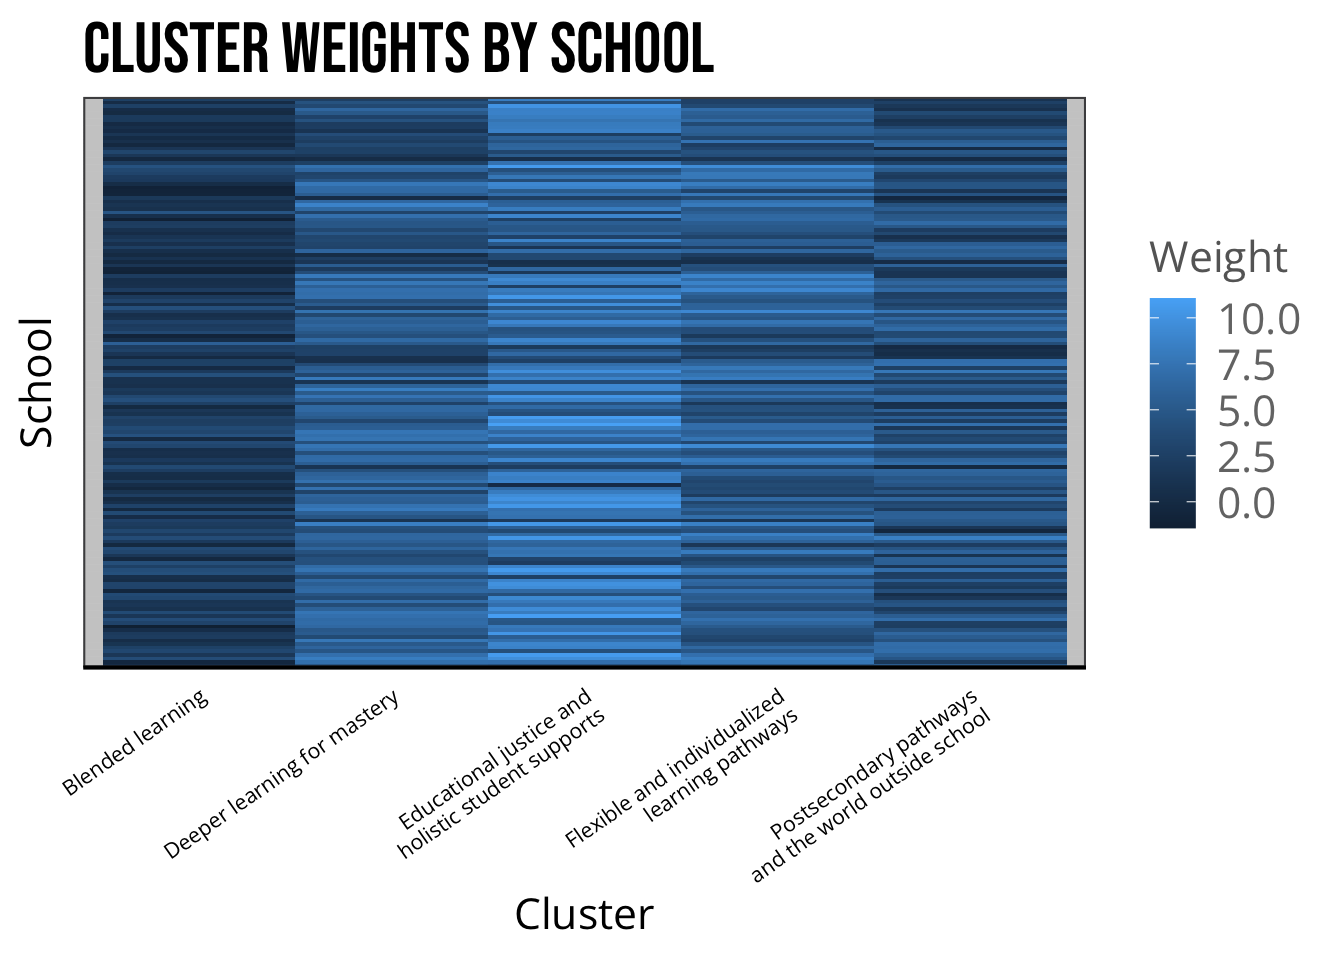 CLUSTER WEIGHTS BY SCHOOL
School
Weight
10.0
7.5
5.0
2.5
0.0
Blended learning
Deeper learning for mastery
Educational justice and
holistic student supports
Flexible and individualized
learning pathways
Postsecondary pathways
and the world outside school
Cluster